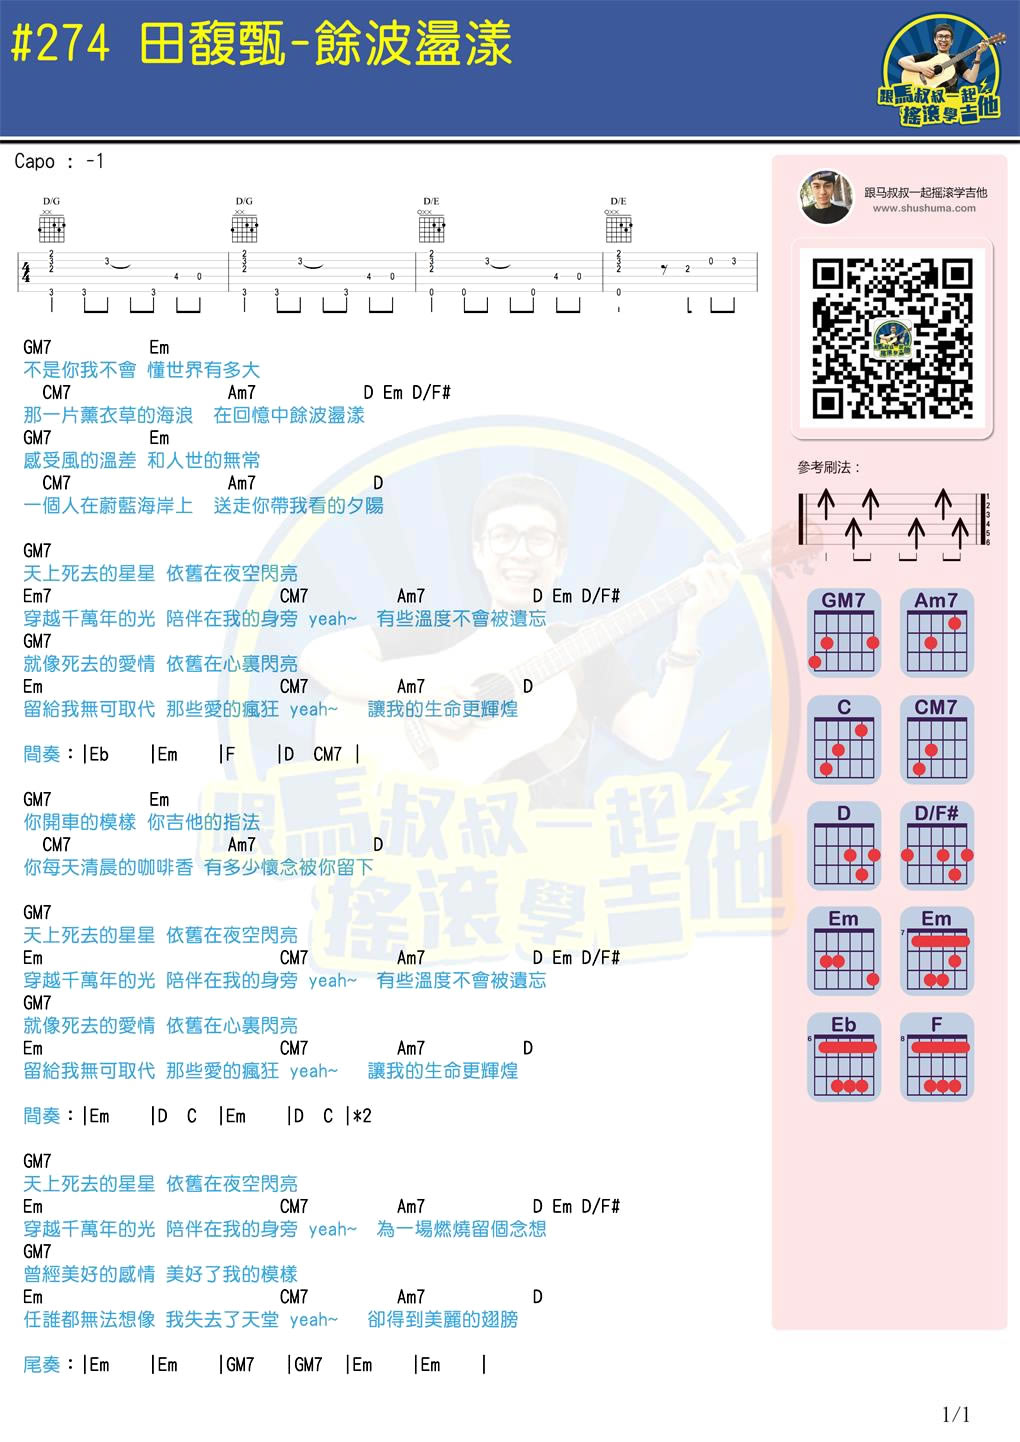 #274 田馥甄-餘波盪漾
跟馬叔叔一起
搖滾學吉他
Capo : -1
D/G D/G D/E D/E
GM7 Em
不是你我不會 懂世界有多大
CM7 Am7 D Em D/F#
那一片薰衣草的海浪 在回憶中餘波盪漾
GM7 Em
感受風的溫差 和人世的無常
CM7 Am7 D
一個人在蔚藍海岸上 送走你帶我看的夕陽
GM7
天上死去的星星 依舊在夜空閃亮
Em7 CM7 Am7 D Em D/F#
穿越千萬年的光 陪伴在我的身旁 yeah~ 有些溫度不會被遺忘
GM7
就像死去的愛情 依舊在心裏閃亮
Em CM7 Am7 D
留給我無可取代 那些愛的瘋狂 yeah~ 讓我的生命更輝煌
間奏：|Eb |Em |F |D CM7 |
GM7 Em
你開車的模樣 你吉他的指法
CM7 Am7 D
你每天清晨的咖啡香 有多少懷念被你留下
GM7
天上死去的星星 依舊在夜空閃亮
Em CM7 Am7 D Em D/F#
穿越千萬年的光 陪伴在我的身旁 yeah~ 有些溫度不會被遺忘
GM7
就像死去的愛情 依舊在心裏閃亮
Em CM7 Am7 D
留給我無可取代 那些愛的瘋狂 yeah~ 讓我的生命更輝煌
間奏：|Em |D C |Em |D C |*2
GM7
天上死去的星星 依舊在夜空閃亮
Em CM7 Am7 D Em D/F#
穿越千萬年的光 陪伴在我的身旁 yeah~ 為一場燃燒留個念想
GM7
曾經美好的感情 美好了我的模樣
Em CM7 Am7 D
任誰都無法想像 我失去了天堂 yeah~ 卻得到美麗的翅膀
尾奏：|Em |Em |GM7 |GM7 |Em |Em |
跟马叔叔一起摇滚学吉他
www.shushuma.com
參考刷法：
1
2
3
4
5
6
GM7 Am7
C CM7
D D/F#
Em Em
7
Eb F
6 8
跟馬叔叔一起
搖滾學吉他
1/1